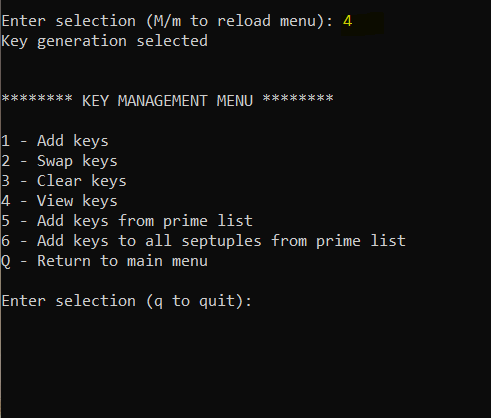 Enter selection (M/m to reload menu): 4
Key generation selected
******** KEY MANAGEMENT MENU ********
1 - Add keys
2 - Swap keys
3 - Clear keys
4 - View keys
5 - Add keys from prime list
6 - Add keys to all septuples from prime list
Q - Return to main menu
Enter selection (q to quit):